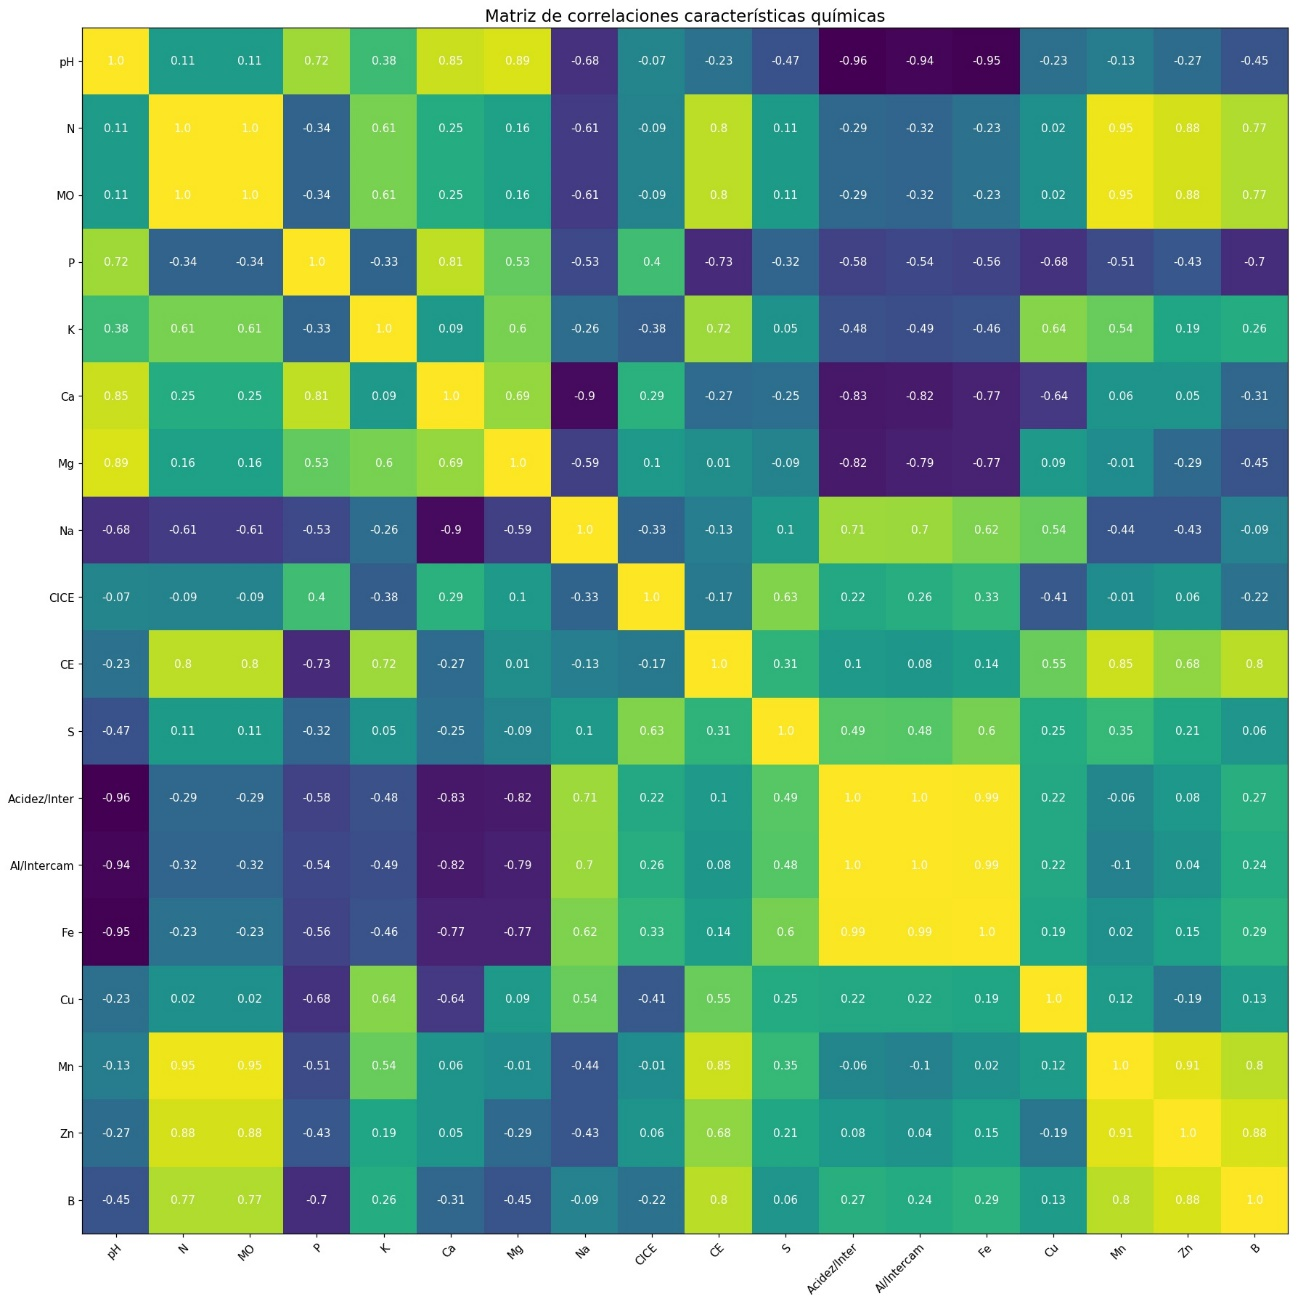 Matriz de correlaciones características químicas
pH 1.0 0.11 0.11 0.72 0.38 0.85 0.89 -0.68 -0.07 -0.23 -0.47 -0.96 -0.94 -0.95 -0.23 -0.13 -0.27 -0.45
N 0.11 1.0 1.0 -0.34 0.61 0.25 0.16 -0.61 -0.09 0.8 0.11 -0.29 -0.32 -0.23 0.02 0.95 0.88 0.77
MO 0.11 1.0 1.0 -0.34 0.61 0.25 0.16 -0.61 -0.09 0.8 0.11 -0.29 -0.32 -0.23 0.02 0.95 0.88 0.77
P 0.72 -0.34 -0.34 1.0 -0.33 0.81 0.53 -0.53 0.4 -0.73 -0.32 -0.58 -0.54 -0.56 -0.68 -0.51 -0.43 -0.7
K 0.38 0.61 0.61 -0.33 1.0 0.09 0.6 -0.26 -0.38 0.72 0.05 -0.48 -0.49 -0.46 0.64 0.54 0.19 0.26
Ca 0.85 0.25 0.25 0.81 0.09 1.0 0.69 -0.9 0.29 -0.27 -0.25 -0.83 -0.82 -0.77 -0.64 0.06 0.05 -0.31
Mg 0.89 0.16 0.16 0.53 0.6 0.69 1.0 -0.59 0.1 0.01 -0.09 -0.82 -0.79 -0.77 0.09 -0.01 -0.29 -0.45
Na -0.68 -0.61 -0.61 -0.53 -0.26 -0.9 -0.59 1.0 -0.33 -0.13 0.1 0.71 0.7 0.62 0.54 -0.44 -0.43 -0.09
CICE -0.07 -0.09 -0.09 0.4 -0.38 0.29 0.1 -0.33 1.0 -0.17 0.63 0.22 0.26 0.33 -0.41 -0.01 0.06 -0.22
CE -0.23 0.8 0.8 -0.73 0.72 -0.27 0.01 -0.13 -0.17 1.0 0.31 0.1 0.08 0.14 0.55 0.85 0.68 0.8
S -0.47 0.11 0.11 -0.32 0.05 -0.25 -0.09 0.1 0.63 0.31 1.0 0.49 0.48 0.6 0.25 0.35 0.21 0.06
Acidez/Inter -0.96 -0.29 -0.29 -0.58 -0.48 -0.83 -0.82 0.71 0.22 0.1 0.49 1.0 1.0 0.99 0.22 -0.06 0.08 0.27
Al/Intercam -0.94 -0.32 -0.32 -0.54 -0.49 -0.82 -0.79 0.7 0.26 0.08 0.48 1.0 1.0 0.99 0.22 -0.1 0.04 0.24
Fe -0.95 -0.23 -0.23 -0.56 -0.46 -0.77 -0.77 0.62 0.33 0.14 0.6 0.99 0.99 1.0 0.19 0.02 0.15 0.29
Cu -0.23 0.02 0.02 -0.68 0.64 -0.64 0.09 0.54 -0.41 0.55 0.25 0.22 0.22 0.19 1.0 0.12 -0.19 0.13
Mn -0.13 0.95 0.95 -0.51 0.54 0.06 -0.01 -0.44 -0.01 0.85 0.35 -0.06 -0.1 0.02 0.12 1.0 0.91 0.8
Zn -0.27 0.88 0.88 -0.43 0.19 0.05 -0.29 -0.43 0.06 0.68 0.21 0.08 0.04 0.15 -0.19 0.91 1.0 0.88
B -0.45 0.77 0.77 -0.7 0.26 -0.31 -0.45 -0.09 -0.22 0.8 0.06 0.27 0.24 0.29 0.13 0.8 0.88 1.0
pH N MO P K Ca Mg Na CICE CE S Acidez/Inter Al/Intercam Fe Cu Mn Zn B